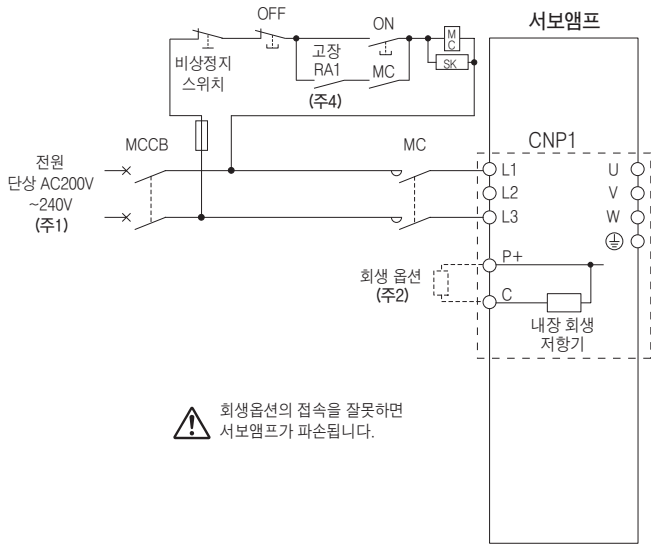 OFF
ON
서보앰프
비상정지
스위치
고장
RA1
(주4)
MC
M
C
SK
MCCB
MC
CNP1
전원
단상 AC200V
~240V
(주1)
L1
L2
L3
U
V
W
P+
C
회생 옵션
(주2)
내장 회생
저항기
회생옵션의 접속을 잘못하면
서보앰프가 파손됩니다.